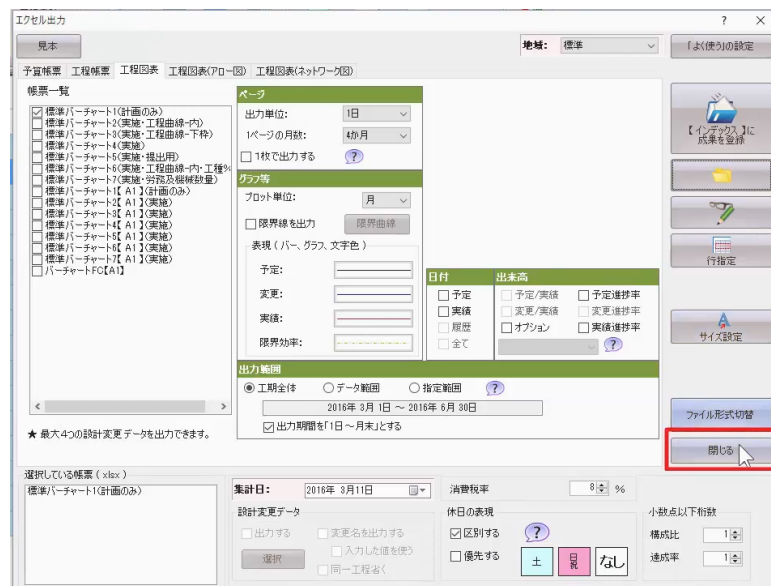 エクセル出力
? ×
見本
地域: 標準
「よく使う」の設定
予算帳票 工程帳票 工程図表 工程図表(アロー図) 工程図表(ネットワーク図)
帳票一覧
標準バーチャート1(計画のみ)
標準バーチャート2(実施・工程曲線-内)
標準バーチャート3(実施・工程曲線-下枠)
標準バーチャート4(実施)
標準バーチャート5(実施・提出用)
標準バーチャート6(実施・工程曲線-内・工種%
標準バーチャート7(実施・労務及機械数量)
標準バーチャート1【 A1 】(計画のみ)
標準バーチャート2【 A1 】(実施)
標準バーチャート3【 A1 】(実施)
標準バーチャート4【 A1 】(実施)
標準バーチャート5【 A1 】(実施)
標準バーチャート6【 A1 】(実施)
標準バーチャート7【 A1 】(実施)
バーチャートFC【A1】
★ 最大4つの設計変更データを出力できます。
ページ
出力単位: 1日
1ページの月数: 4か月
1枚で出力する ?
グラフ等
プロット単位: 月
限界線を出力 限界曲線
表現 ( バー、グラフ、文字色 )
予定:
変更:
実績:
限界効率:
日付
予定
実績
履歴
全て
出来高
予定/実績 予定進捗率
変更/実績 変更進捗率
オプション 実績進捗率
?
出力範囲
工期全体 データ範囲 指定範囲 ?
2016年 3月 1日 ～ 2016年 6月 30日
出力期間を「1日～月末」とする
【インデックス】に
成果を登録
行指定
サイズ設定
ファイル形式切替
閉じる
選択している帳票 ( xlsx )
標準バーチャート1(計画のみ)
集計日: 2016年 3月11日
設計変更データ
出力する 変更名を出力する
選択 入力した値を使う
同一工程省く
消費税率 8 %
休日の表現
区別する ?
優先する 土 日祝 なし
小数点以下桁数
構成比 1
達成率 1